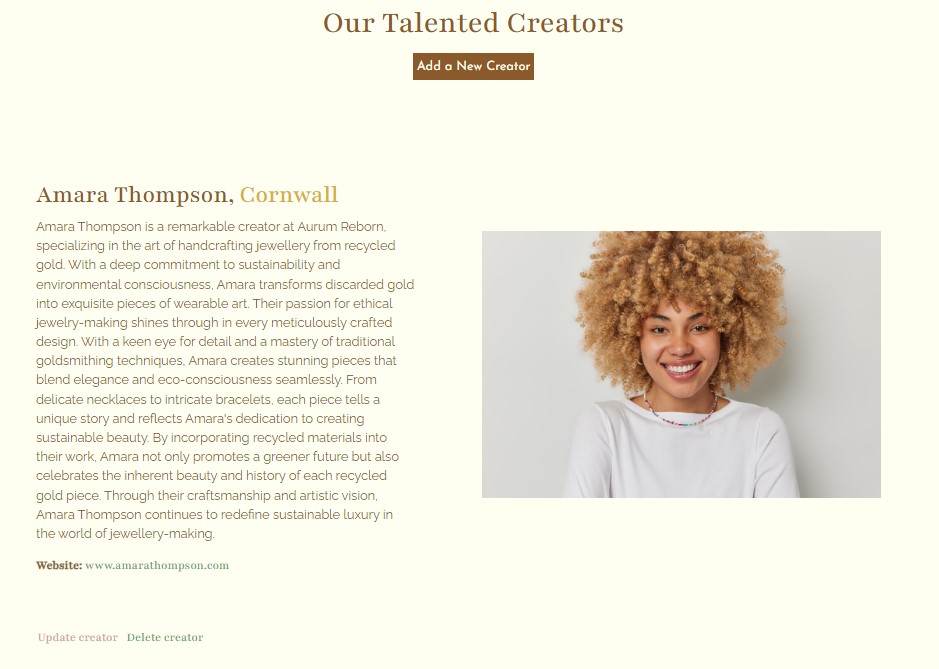 Our Talented Creators
Add a New Creator
Amara Thompson, Cornwall
Amara Thompson is a remarkable creator at Aurum Reborn,
specializing in the art of handcrafting jewellery from recycled
gold. With a deep commitment to sustainability and
environmental consciousness, Amara transforms discarded gold
into exquisite pieces of wearable art. Their passion for ethical
jewelry-making shines through in every meticulously crafted
design. With a keen eye for detail and a mastery of traditional
goldsmithing techniques, Amara creates stunning pieces that
blend elegance and eco-consciousness seamlessly. From
delicate necklaces to intricate bracelets, each piece tells a
unique story and reflects Amara's dedication to creating
sustainable beauty. By incorporating recycled materials into
their work, Amara not only promotes a greener future but also
celebrates the inherent beauty and history of each recycled
gold piece. Through their craftsmanship and artistic vision,
Amara Thompson continues to redefine sustainable luxury in
the world of jewellery-making.
Website: www.amarathompson.com
Update creator Delete creator